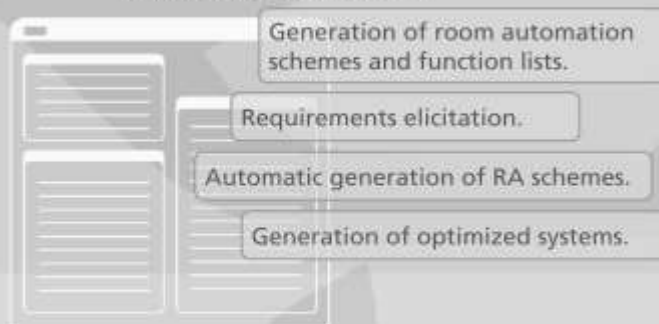 Generation of room automation
schemes and function lists.
Requirements elicitation.
Automatic generation of RA schemes.
Generation of optimized systems.